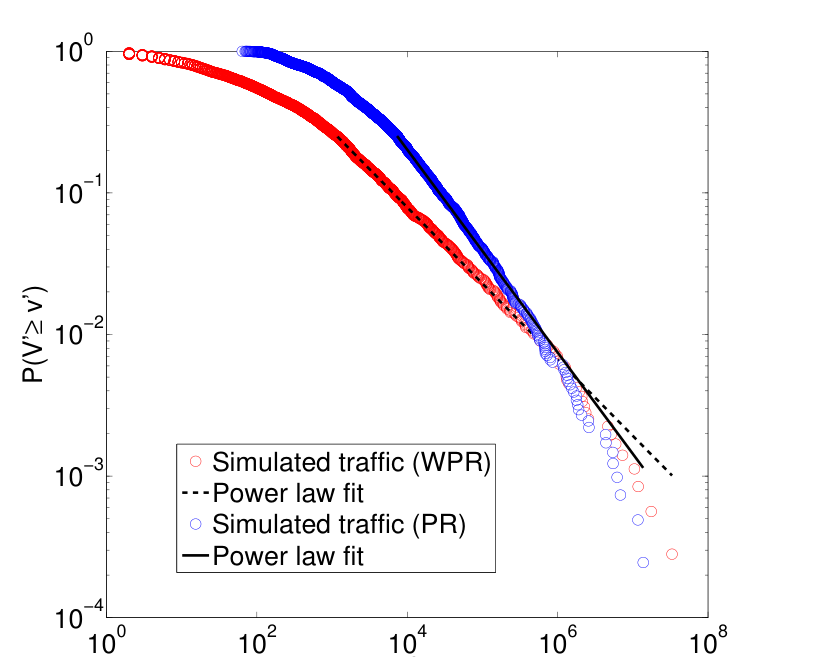 10^0
10^−1
10^−2
10^−3
10^−4
P(V'≥ v')
Simulated traffic (WPR)
Power law fit
Simulated traffic (PR)
Power law fit
10^0 10^2 10^4 10^6 10^8